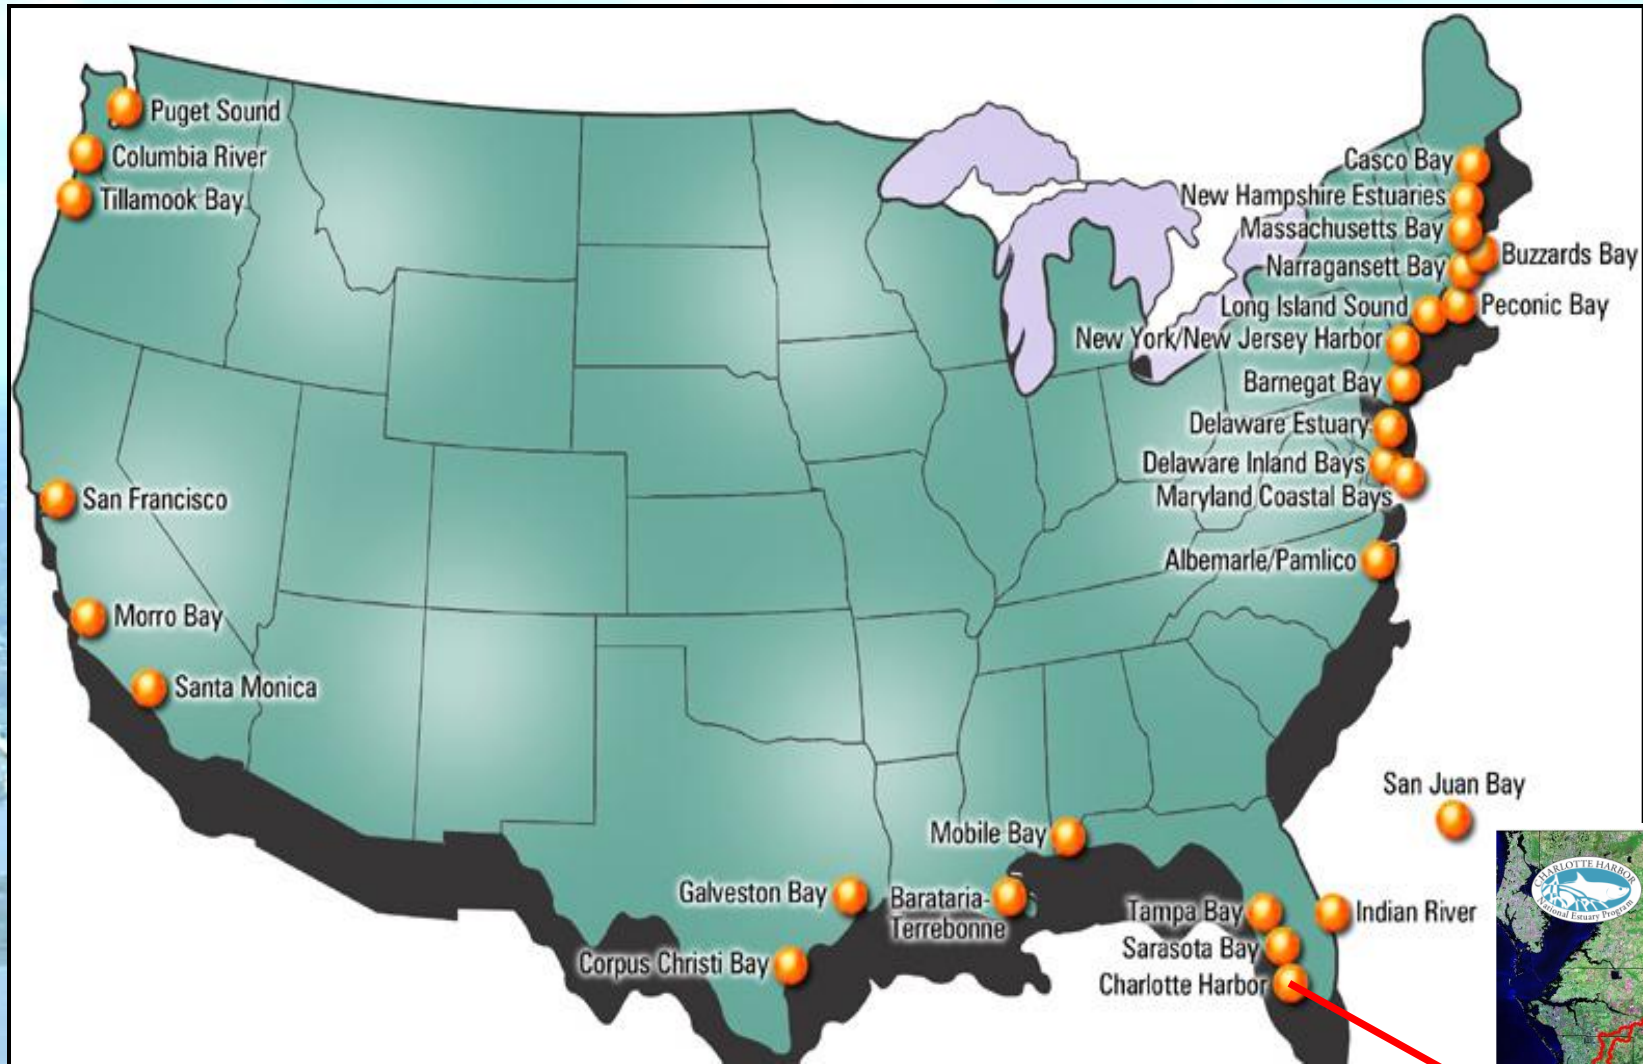 Puget Sound
Columbia River
Tillamook Bay
San Francisco
Morro Bay
Santa Monica
Casco Bay
New Hampshire Estuaries
Massachusetts Bay
Buzzards Bay
Narragansett Bay
Long Island Sound
Peconic Bay
New York/New Jersey Harbor
Barnegat Bay
Delaware Estuary
Delaware Inland Bays
Maryland Coastal Bays
Albemarle/Pamlico
San Juan Bay
Mobile Bay
Galveston Bay
Barataria-
Terrebonne
Corpus Christi Bay
Tampa Bay
Indian River
Sarasota Bay
Charlotte Harbor
CHARLOTTE HARBOR
National Estuary Program